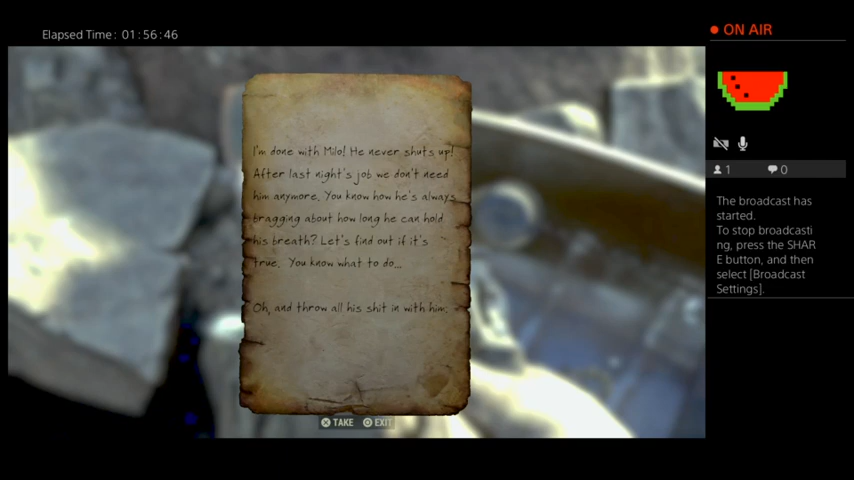 Elapsed Time: 01:56:46
ON AIR
1
0
The broadcast has
started.
To stop broadcasti
ng, press the SHAR
E button, and then
select [Broadcast
Settings].
I'm done with Milo! He never shuts up!
After last night's job we don't need
him anymore. You know how he's always
bragging about how long he can hold
his breath? Let's find out if it's
true. You know what to do...
Oh, and throw all his shit in with him.
TAKE
EXIT